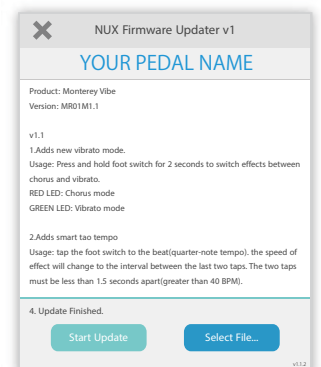 NUX Firmware Updater v1
YOUR PEDAL NAME
Product: Monterey Vibe
Version: MR01M1.1
v1.1
1.Adds new vibrato mode.
Usage: Press and hold foot switch for 2 seconds to switch effects between
chorus and vibrato.
RED LED: Chorus mode
GREEN LED: Vibrato mode
2.Adds smart tao tempo
Usage: tap the foot switch to the beat(quarter-note tempo). the speed of
effect will change to the interval between the last two taps. The two taps
must be less than 1.5 seconds apart(greater than 40 BPM).
4. Update Finished.
Start Update
Select File...
v1.1.2